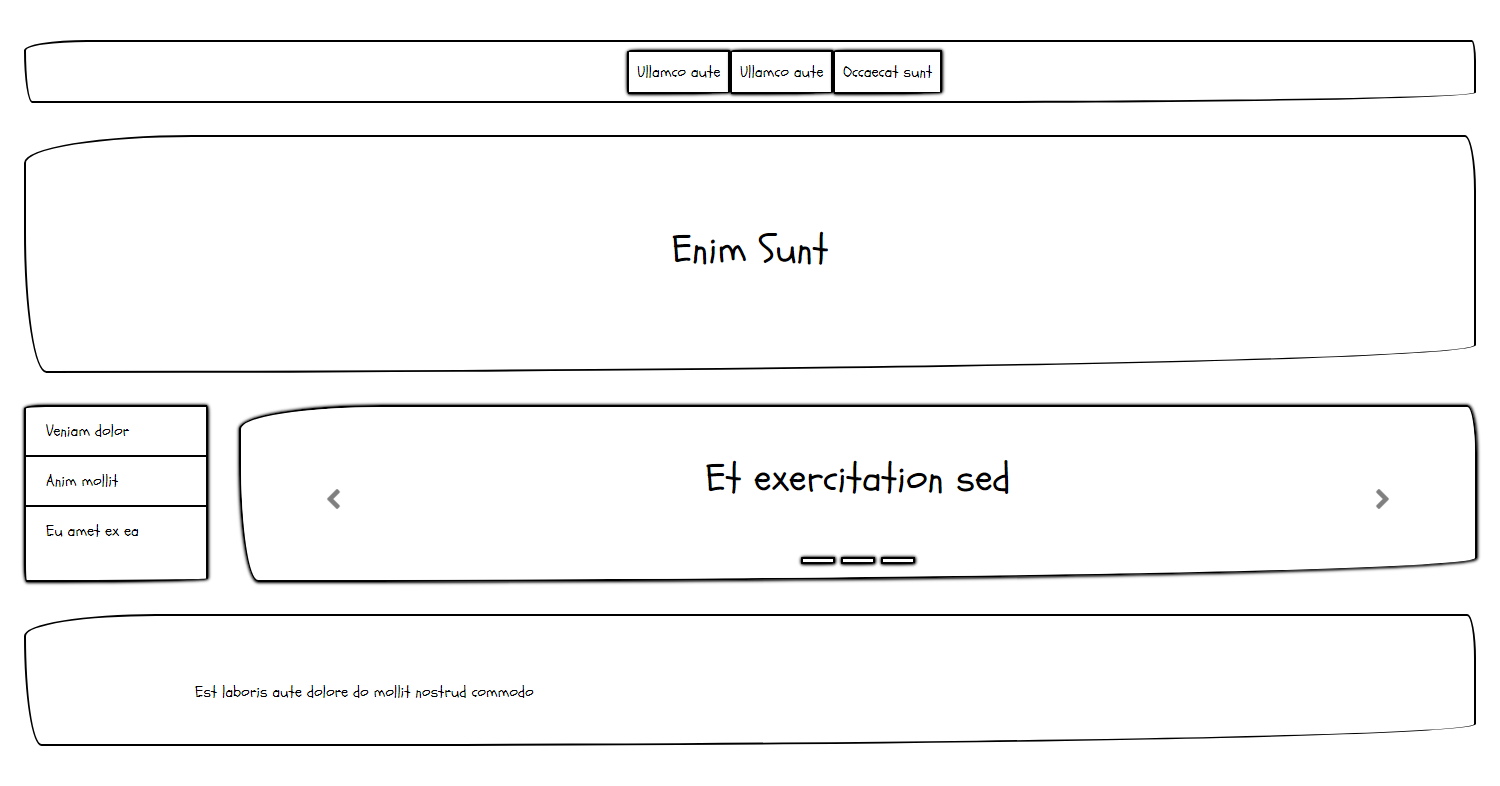 Ullamco aute Ullamco aute Occaecat sunt
Enim Sunt
Veniam dolor
Anim mollit
Eu amet ex ea
Et exercitation sed
Est laboris aute dolore do mollit nostrud commodo